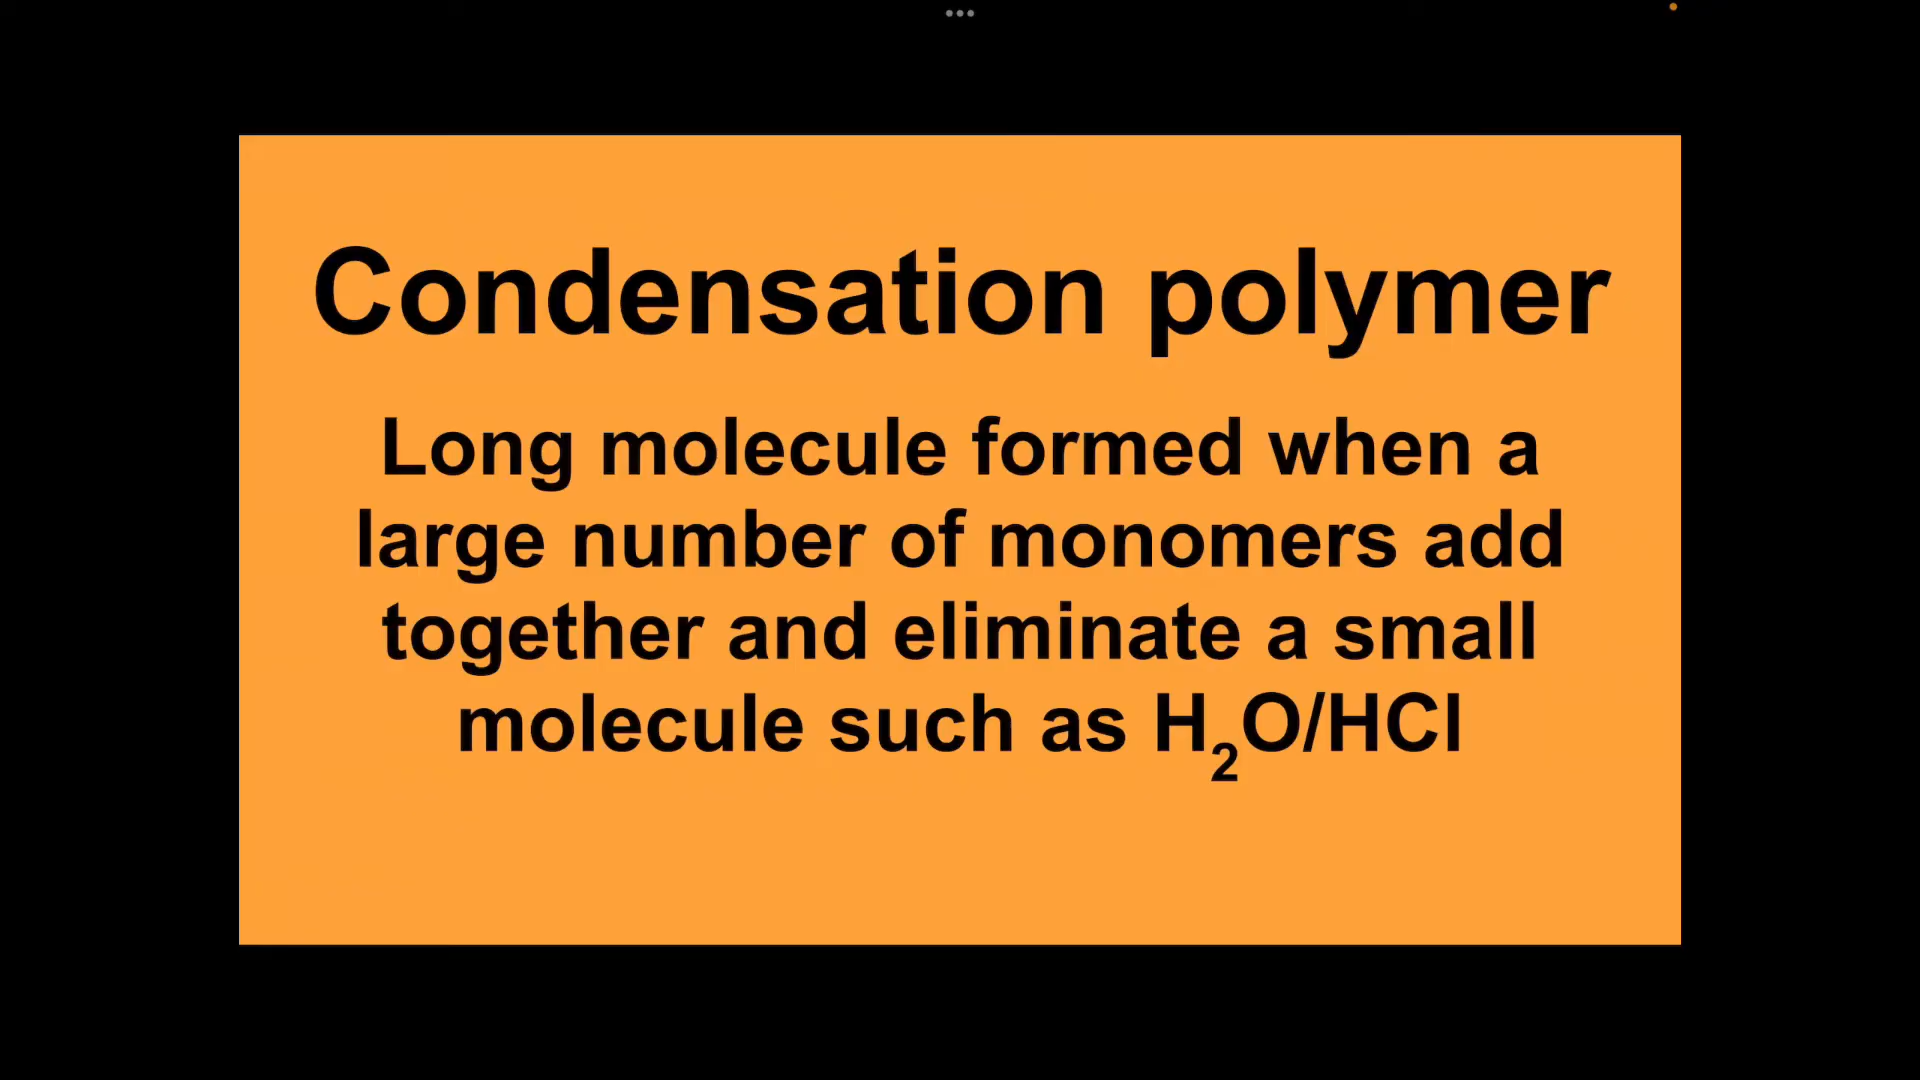 Condensation polymer
Long molecule formed when a
large number of monomers add
together and eliminate a small
molecule such as H₂O/HCl